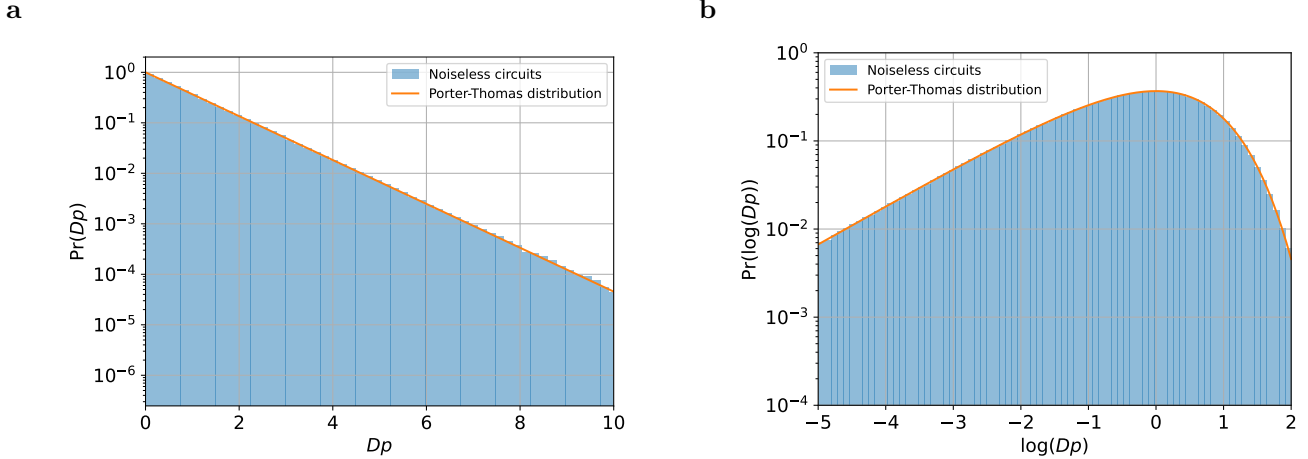 a
10^0
10^−1
10^−2
10^−3
10^−4
10^−5
10^−6
Pr(Dp)
Noiseless circuits
Porter-Thomas distribution
0 2 4 6 8 10
Dp
b
10^0
10^−1
10^−2
10^−3
10^−4
Pr(log(Dp))
Noiseless circuits
Porter-Thomas distribution
−5 −4 −3 −2 −1 0 1 2
log(Dp)